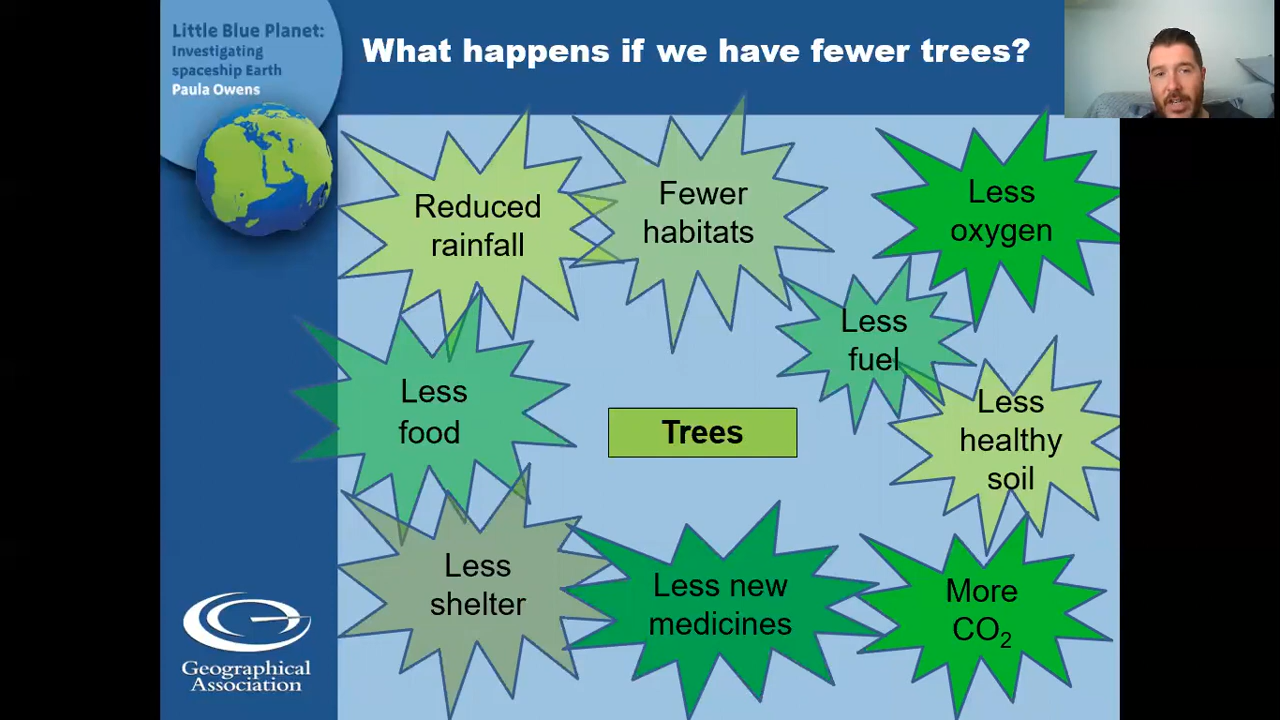 Little Blue Planet:
Investigating
spaceship Earth
Paula Owens
What happens if we have fewer trees?
Reduced
rainfall
Fewer
habitats
Less
oxygen
Less
fuel
Less
food
Trees
Less
healthy
soil
Less
shelter
Less new
medicines
More
CO₂
Geographical
Association